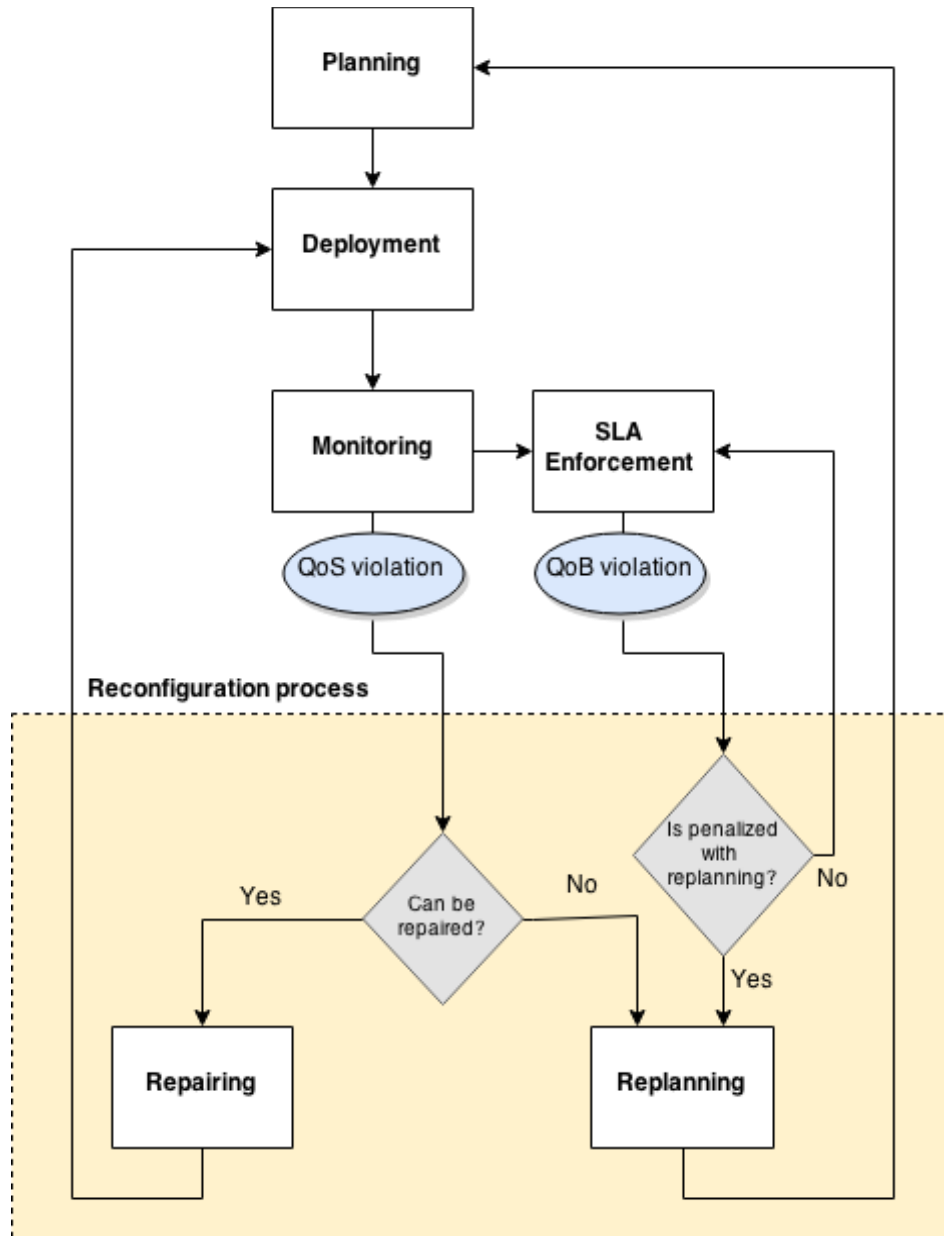 Planning
Deployment
Monitoring
SLA
Enforcement
QoS violation
QoB violation
Reconfiguration process
Is penalized
with
replanning?
No
Can be
repaired?
Yes
No
Yes
Repairing
Replanning